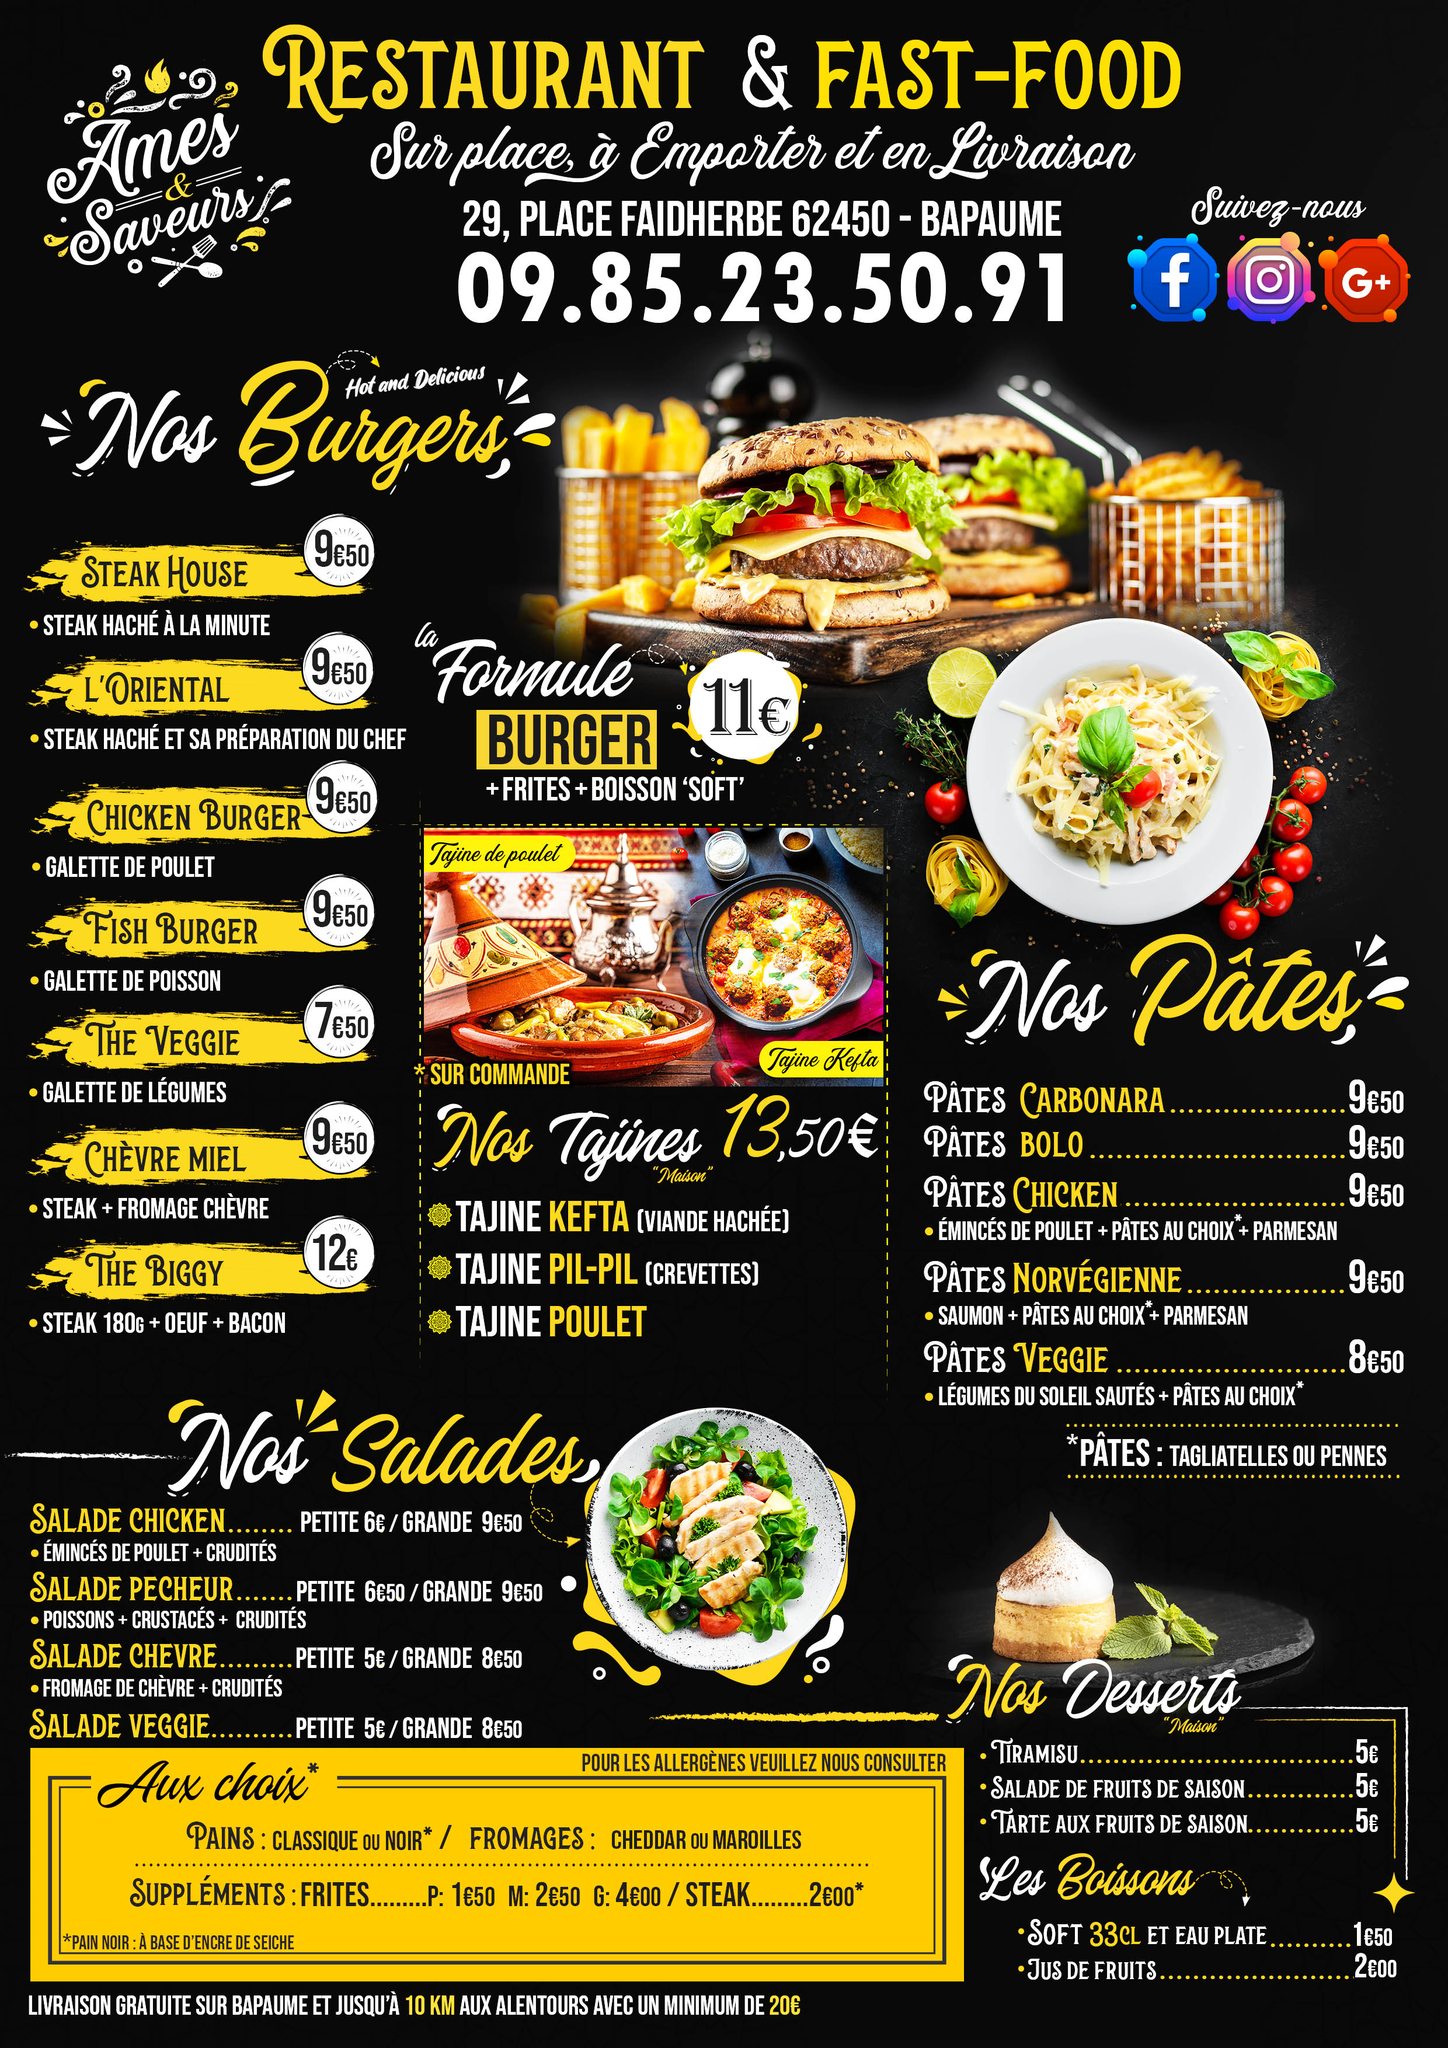 Ames
&
Saveurs
RESTAURANT & FAST-FOOD
Sur place, à Emporter et en Livraison
29, PLACE FAIDHERBE 62450 - BAPAUME
09.85.23.50.91
Suivez-nous
f G+
Hot and Delicious
Nos Burgers
STEAK HOUSE 9€50
• STEAK HACHÉ À LA MINUTE
L'ORIENTAL 9€50
• STEAK HACHÉ ET SA PRÉPARATION DU CHEF
CHICKEN BURGER 9€50
• GALETTE DE POULET
FISH BURGER 9€50
• GALETTE DE POISSON
THE VEGGIE 7€50
• GALETTE DE LÉGUMES
CHÈVRE MIEL 9€50
• STEAK + FROMAGE CHÈVRE
THE BIGGY 12€
• STEAK 180G + OEUF + BACON
la
Formule
BURGER 11€
+ FRITES + BOISSON 'SOFT'
Tajine de poulet
Tajine Kefta
* SUR COMMANDE
Nos Tajines 13,50€
"Maison"
TAJINE KEFTA (VIANDE HACHÉE)
TAJINE PIL-PIL (CREVETTES)
TAJINE POULET
Nos Pâtes
PÂTES CARBONARA....................9€50
PÂTES BOLO..............................9€50
PÂTES CHICKEN..........................9€50
• ÉMINCÉS DE POULET + PÂTES AU CHOIX*+ PARMESAN
PÂTES NORVÉGIENNE..................9€50
• SAUMON + PÂTES AU CHOIX*+ PARMESAN
PÂTES VEGGIE...........................8€50
• LÉGUMES DU SOLEIL SAUTÉS + PÂTES AU CHOIX*
*PÂTES : TAGLIATELLES OU PENNES
Nos Salades
SALADE CHICKEN........ PETITE 6€ / GRANDE 9€50
• ÉMINCÉS DE POULET + CRUDITÉS
SALADE PECHEUR....... PETITE 6€50 / GRANDE 9€50
• POISSONS + CRUSTACÉS + CRUDITÉS
SALADE CHEVRE......... PETITE 5€ / GRANDE 8€50
• FROMAGE DE CHÈVRE + CRUDITÉS
SALADE VEGGIE.......... PETITE 5€ / GRANDE 8€50
POUR LES ALLERGÈNES VEUILLEZ NOUS CONSULTER
Aux choix*
PAINS : CLASSIQUE OU NOIR* / FROMAGES : CHEDDAR OU MAROILLES
SUPPLÉMENTS : FRITES.........P: 1€50 M: 2€50 G: 4€00 / STEAK.........2€00*
*PAIN NOIR : À BASE D'ENCRE DE SEICHE
Nos Desserts
"Maison"
• TIRAMISU..............................5€
• SALADE DE FRUITS DE SAISON............5€
• TARTE AUX FRUITS DE SAISON............5€
Les Boissons
• SOFT 33CL ET EAU PLATE..........1€50
• JUS DE FRUITS........................2€00
LIVRAISON GRATUITE SUR BAPAUME ET JUSQU'À 10 KM AUX ALENTOURS AVEC UN MINIMUM DE 20€